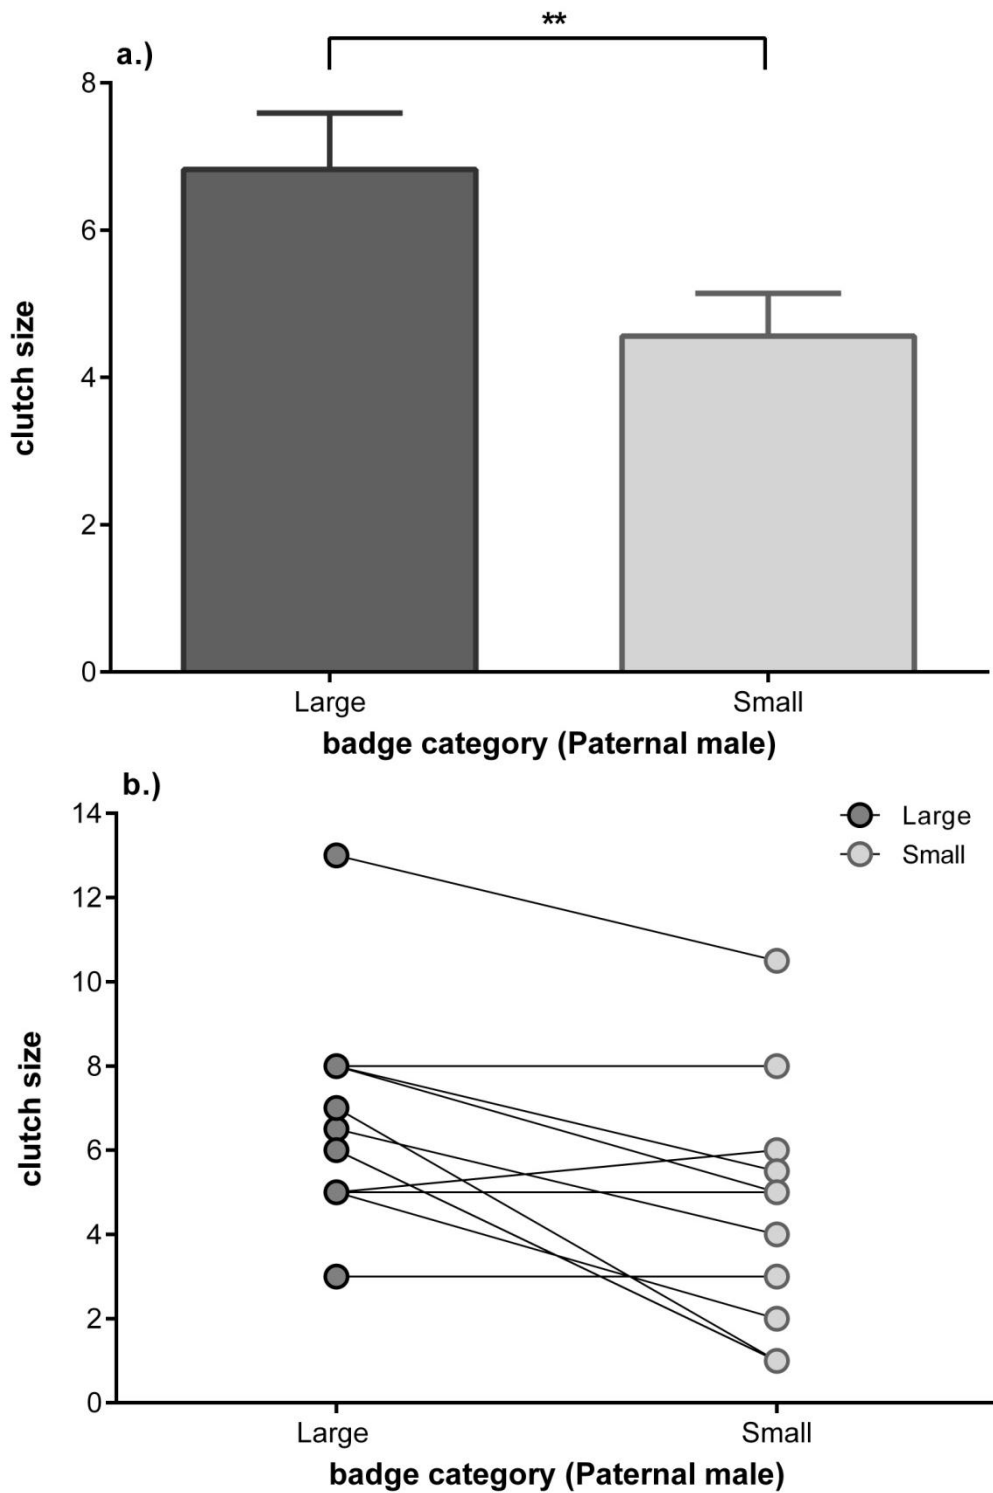 **
a.)
8
6
4
2
0
clutch size
Large Small
badge category (Paternal male)
b.)
14
12
10
8
6
4
2
0
clutch size
Large
Small
Large Small
badge category (Paternal male)